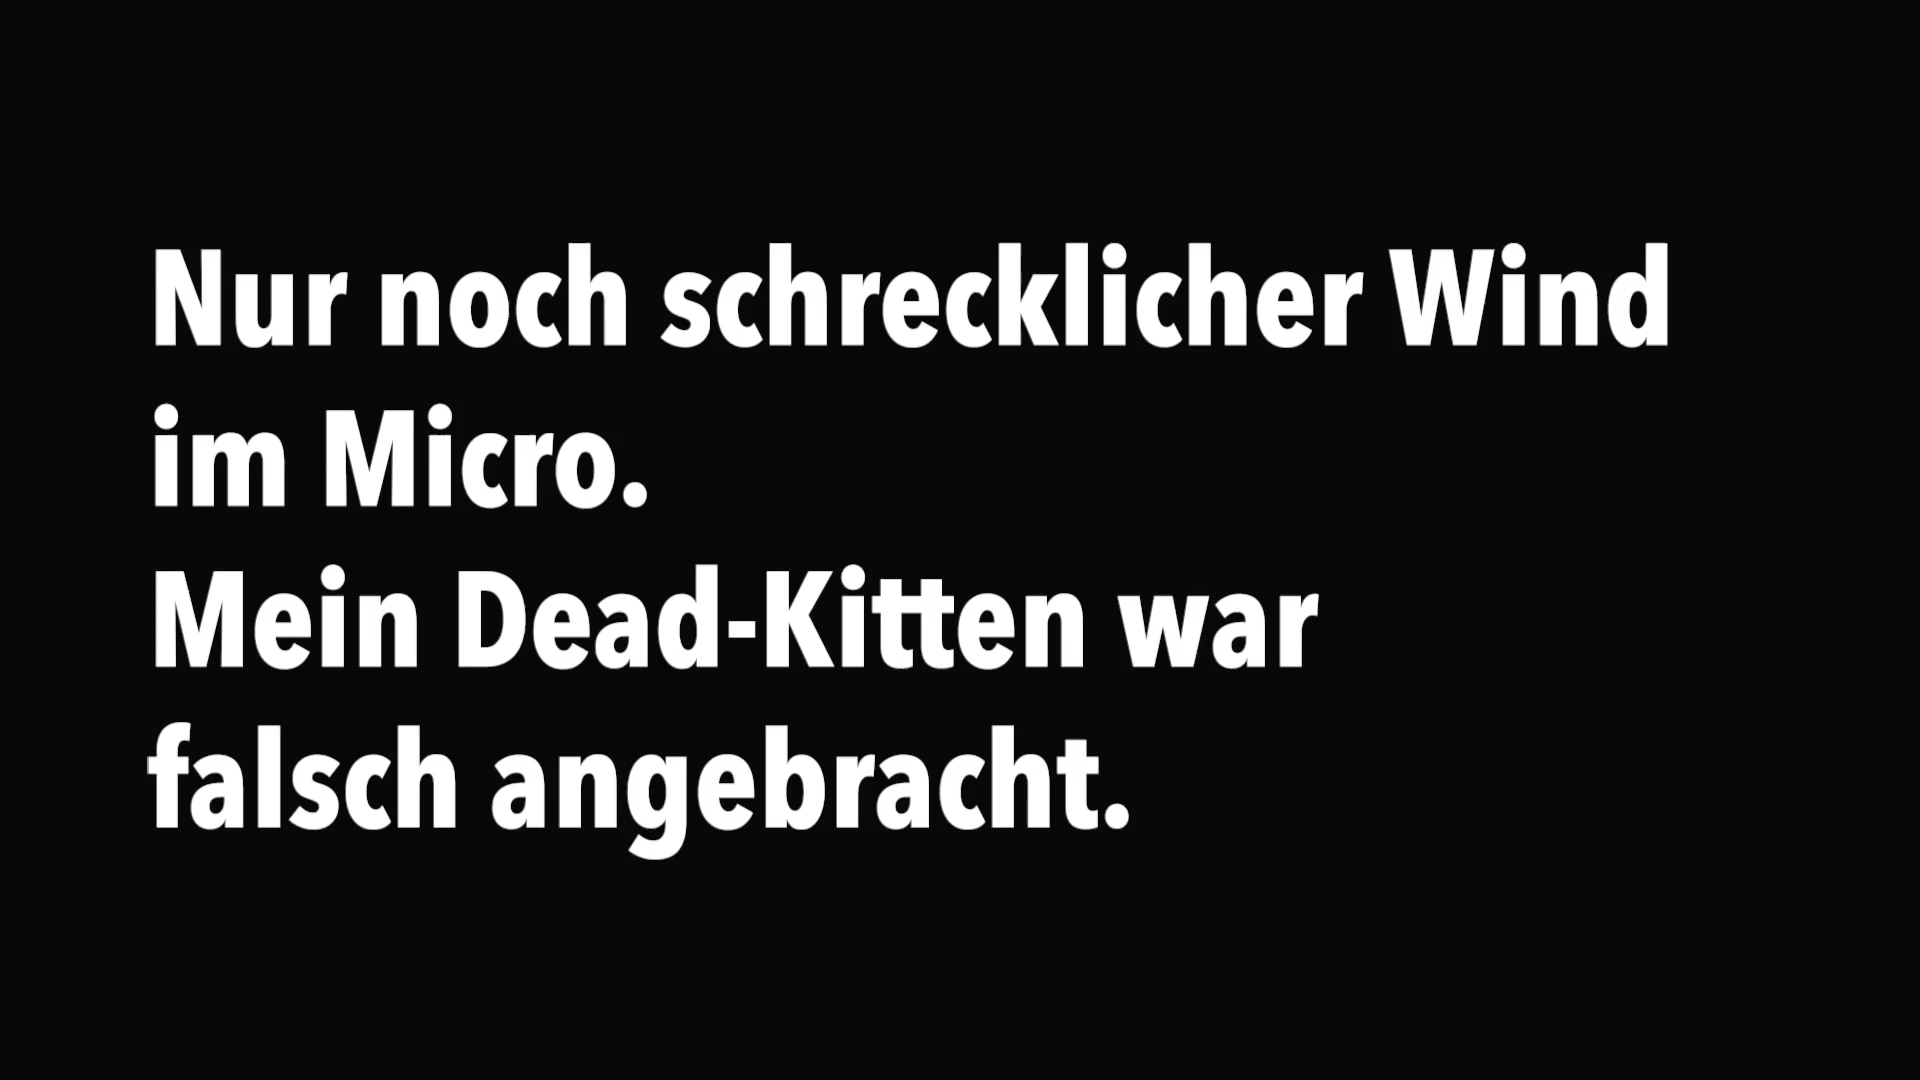 Nur noch schrecklicher Wind
im Micro.
Mein Dead-Kitten war
falsch angebracht.